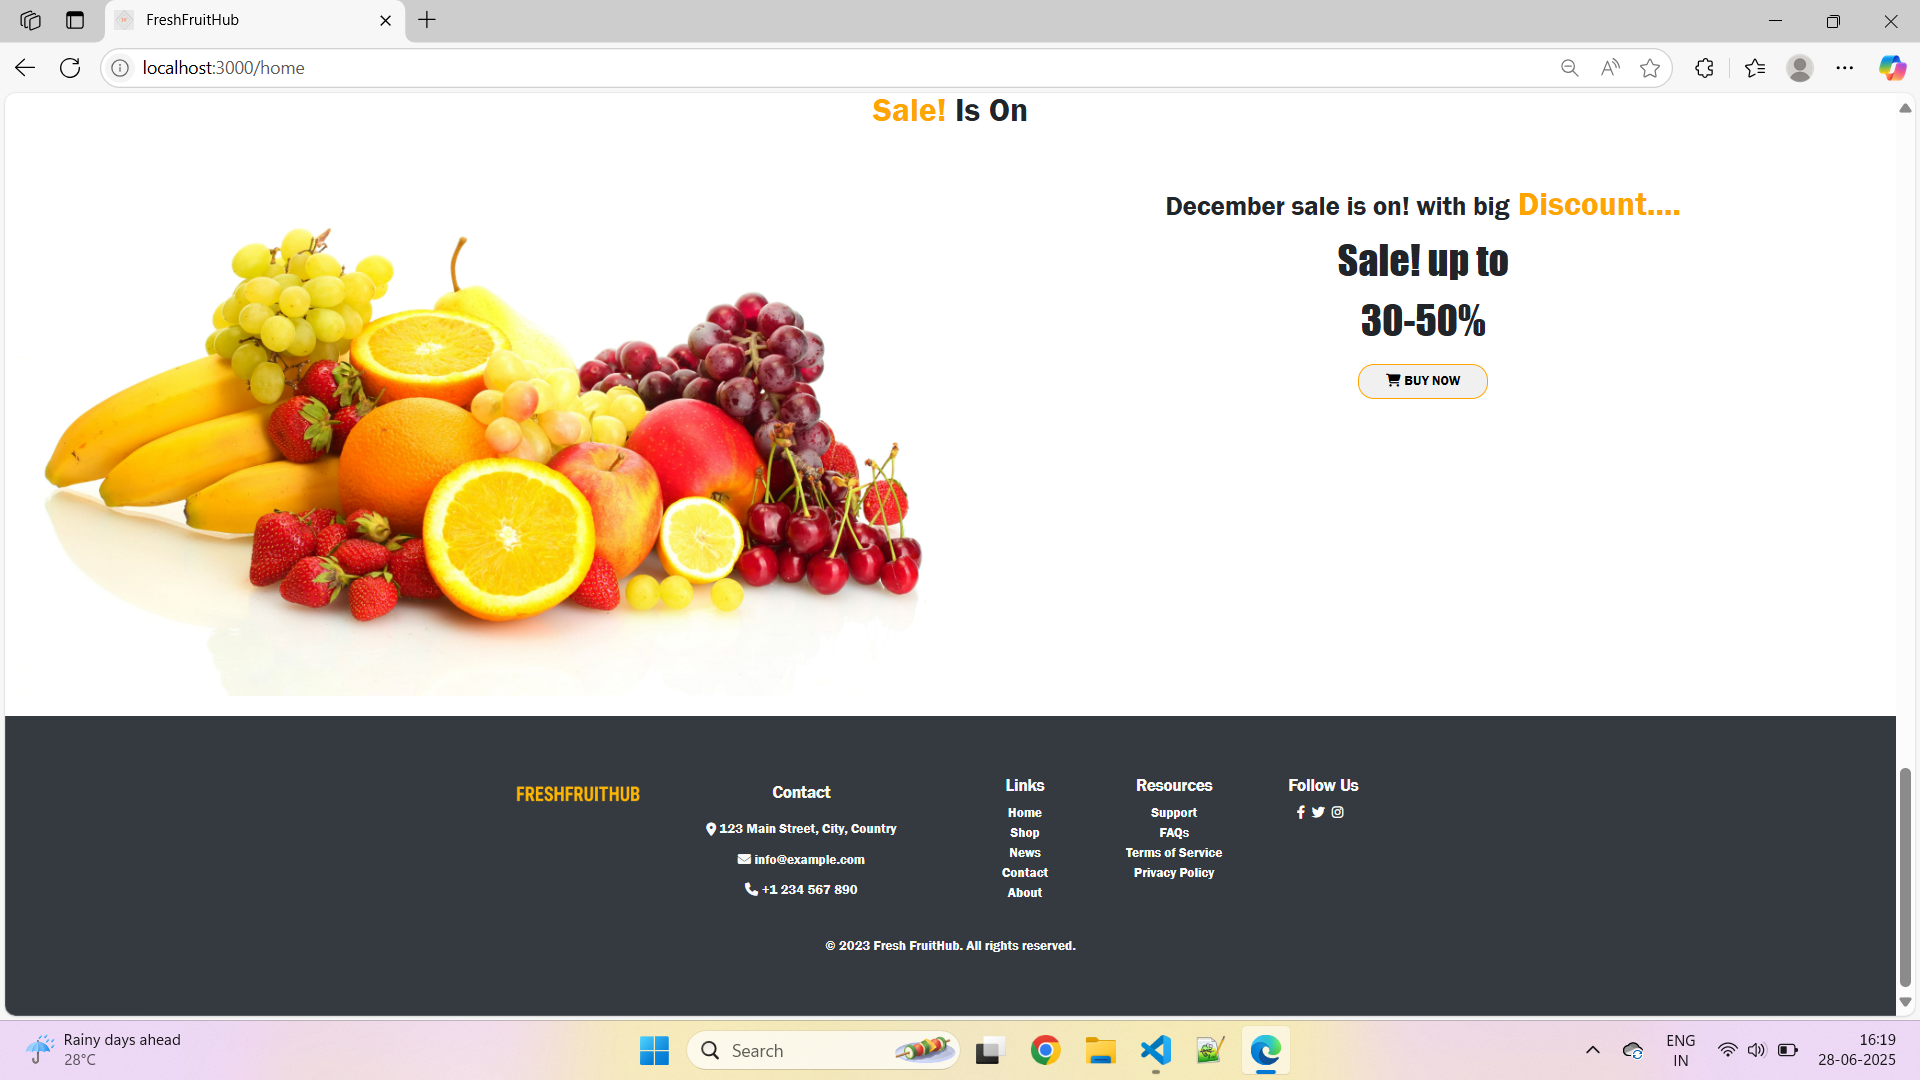 FreshFruitHub
localhost:3000/home
Sale! Is On
December sale is on! with big Discount....
Sale! up to
30-50%
BUY NOW
FRESHFRUITHUB
Contact
123 Main Street, City, Country
info@example.com
+1 234 567 890
Links
Home
Shop
News
Contact
About
Resources
Support
FAQs
Terms of Service
Privacy Policy
Follow Us
© 2023 Fresh FruitHub. All rights reserved.
Rainy days ahead
28°C
Search
ENG
IN
16:19
28-06-2025